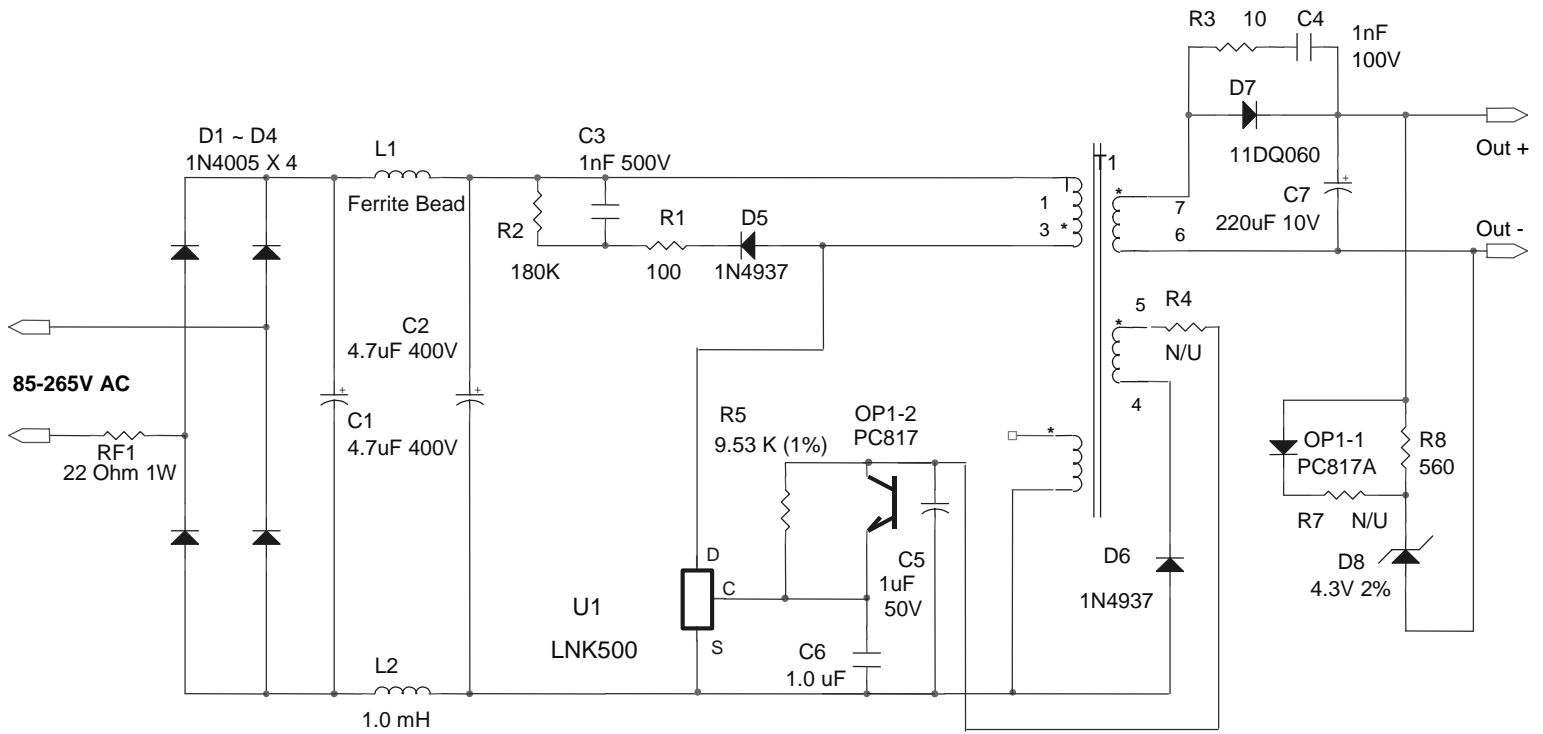 R3 10 C4
1nF
100V
D7
11DQ060
Out +
D1 ~ D4
1N4005 X 4
L1
Ferrite Bead
C3
1nF 500V
T1
R2
180K
R1
100
D5
1N4937
1
3 *
*
7
6
C7
+
220uF 10V
Out -
C2
4.7uF 400V
+
+
85-265V AC
C1
4.7uF 400V
RF1
22 Ohm 1W
5
R4
*
N/U
4
R5
9.53 K (1%)
OP1-2
PC817
*
OP1-1
PC817A
R8
560
R7 N/U
D8
4.3V 2%
D
C
S
U1
LNK500
C5
1uF
50V
D6
1N4937
C6
1.0 uF
L2
1.0 mH